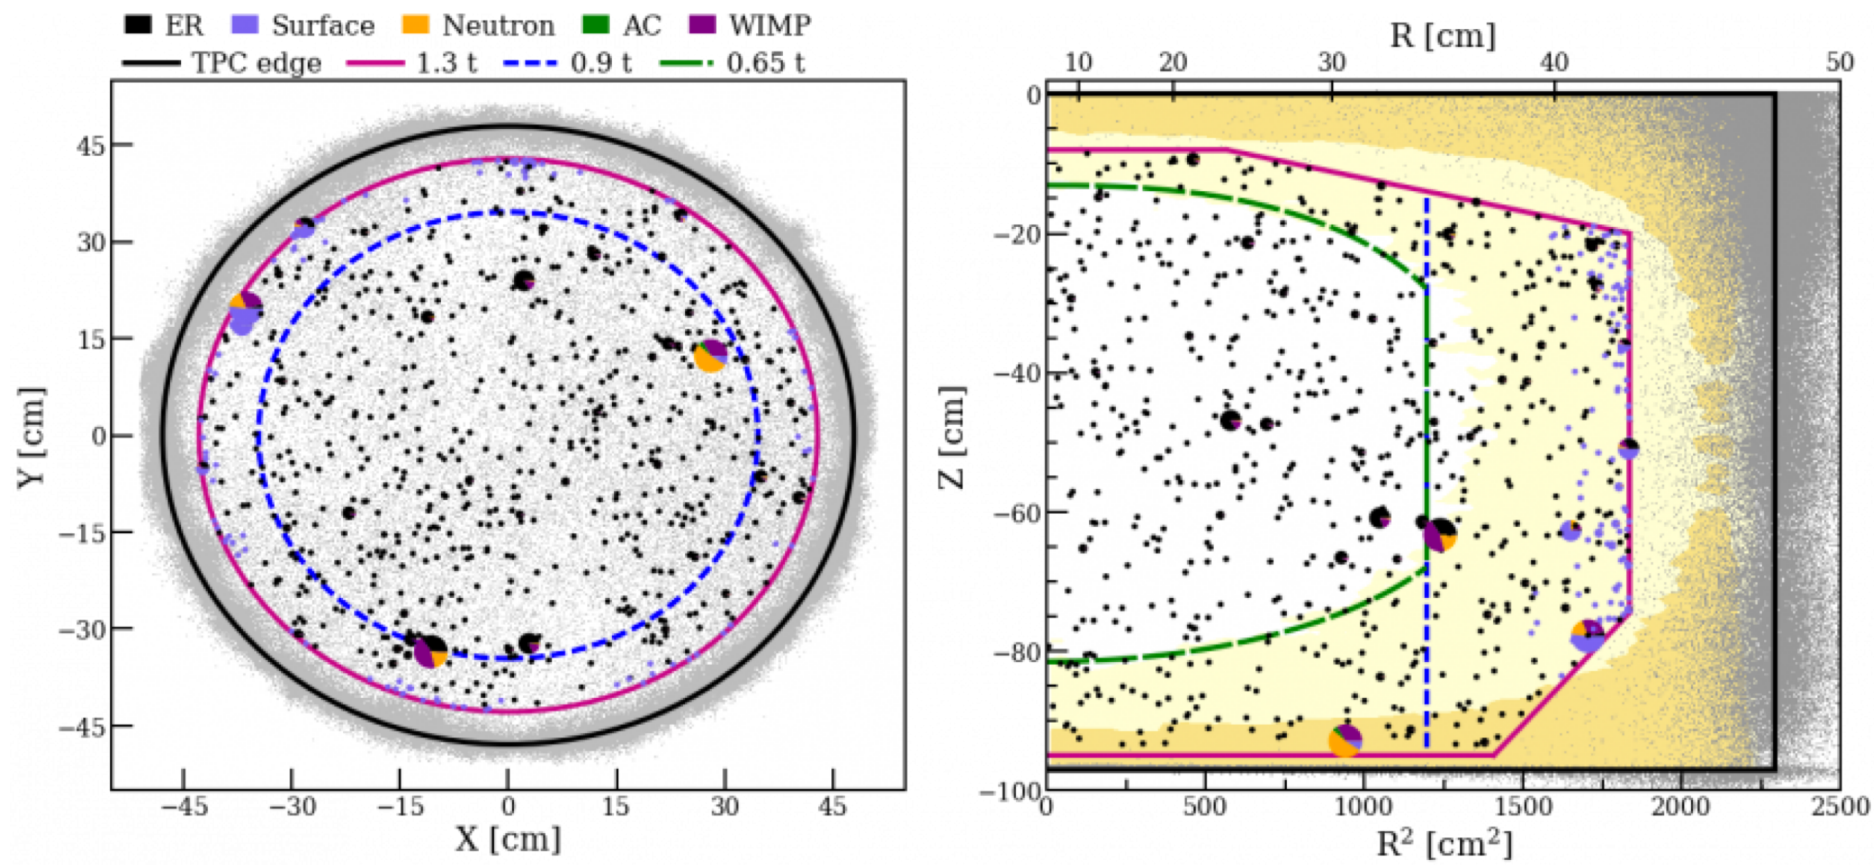 ER Surface Neutron AC WIMP
TPC edge 1.3 t 0.9 t 0.65 t
45
30
15
0
−15
−30
−45
Y [cm]
−45 −30 −15 0 15 30 45
X [cm]
R [cm]
10 20 30 40 50
0
−20
−40
−60
−80
−100
Z [cm]
0 500 1000 1500 2000 2500
R² [cm²]